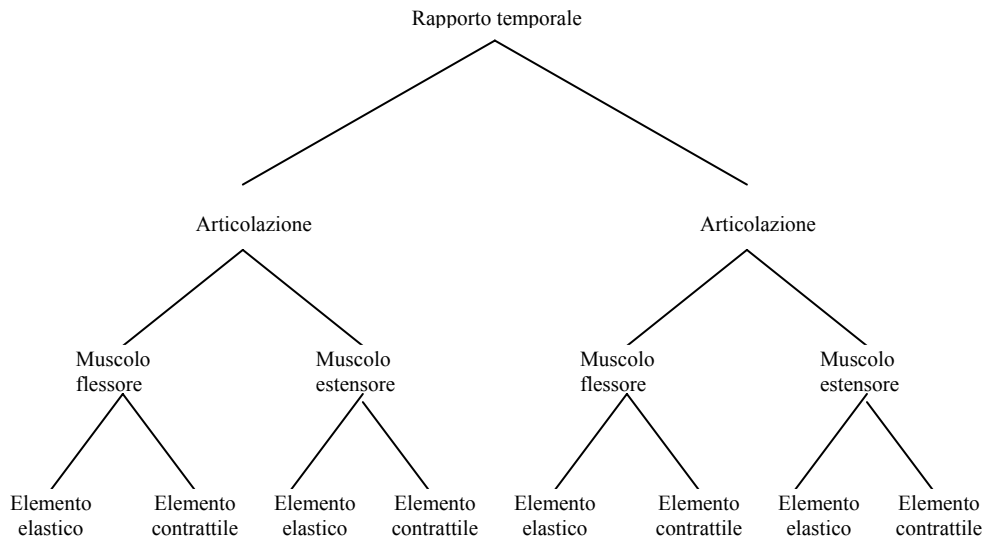 Rapporto temporale
Articolazione
Articolazione
Muscolo
flessore
Muscolo
estensore
Muscolo
flessore
Muscolo
estensore
Elemento
elastico
Elemento
contrattile
Elemento
elastico
Elemento
contrattile
Elemento
elastico
Elemento
contrattile
Elemento
elastico
Elemento
contrattile